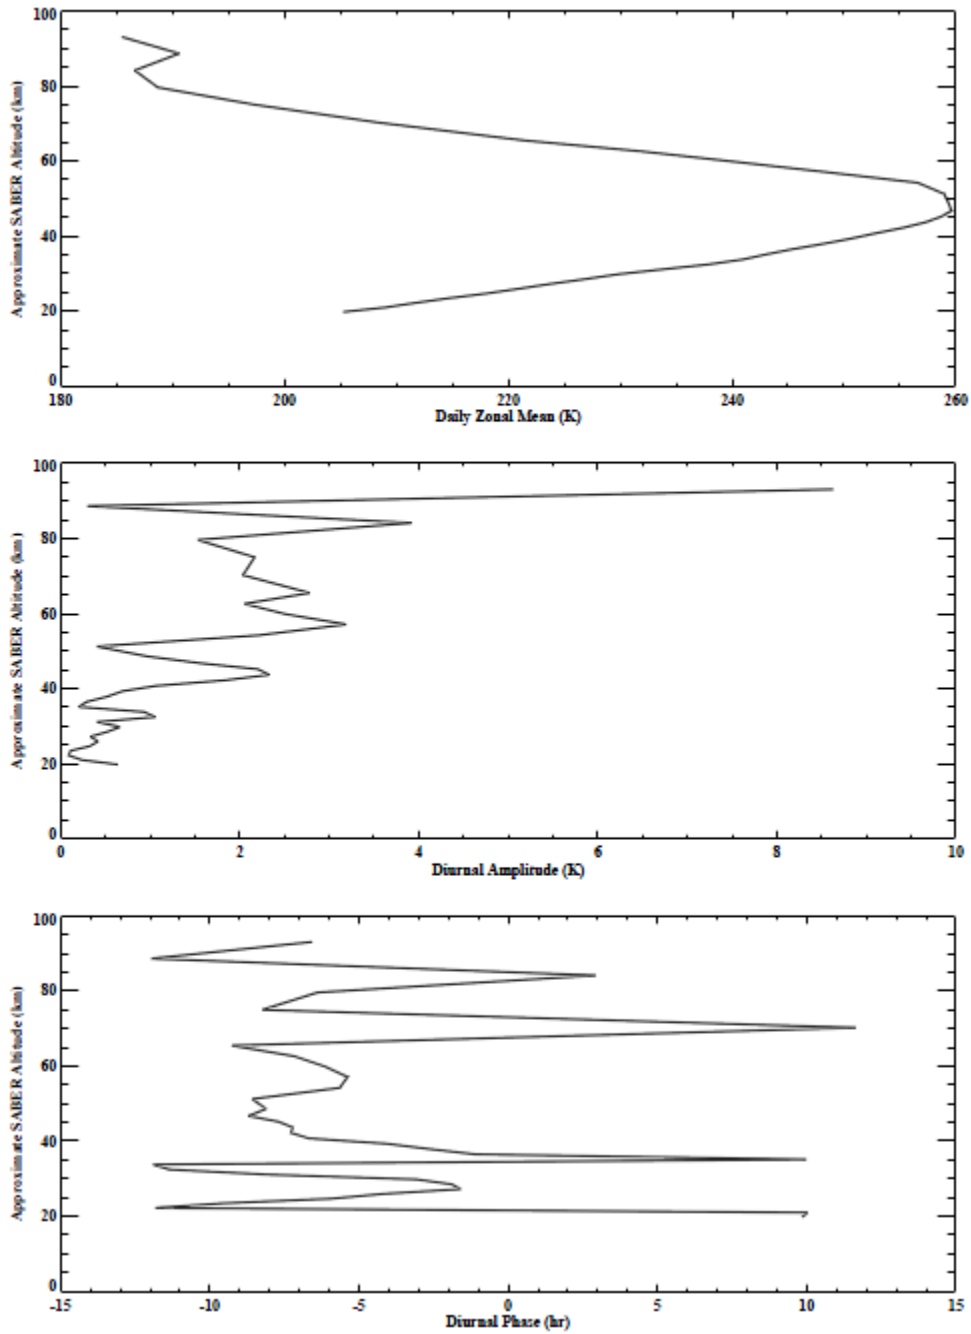 100
80
60
40
20
0
Approximate SABER Altitude (km)
180 200 220 240 260
Daily Zonal Mean (K)
100
80
60
40
20
0
Approximate SABER Altitude (km)
0 2 4 6 8 10
Diurnal Amplitude (K)
100
80
60
40
20
0
Approximate SABER Altitude (km)
-15 -10 -5 0 5 10 15
Diurnal Phase (hr)